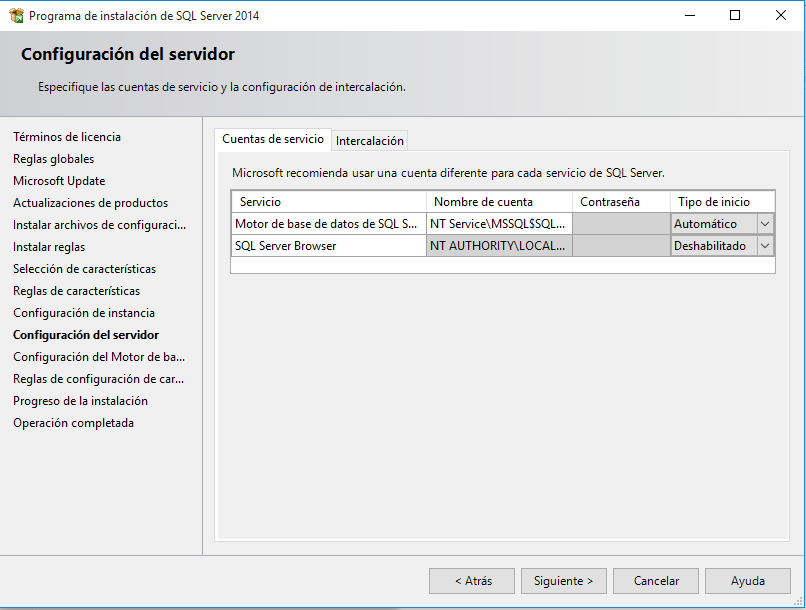 Programa de instalación de SQL Server 2014
Configuración del servidor
Especifique las cuentas de servicio y la configuración de intercalación.
Términos de licencia
Reglas globales
Microsoft Update
Actualizaciones de productos
Instalar archivos de configuraci...
Instalar reglas
Selección de características
Reglas de características
Configuración de instancia
Configuración del servidor
Configuración del Motor de ba...
Reglas de configuración de car...
Progreso de la instalación
Operación completada
Cuentas de servicio Intercalación
Microsoft recomienda usar una cuenta diferente para cada servicio de SQL Server.
Servicio Nombre de cuenta Contraseña Tipo de inicio
Motor de base de datos de SQL S... NT Service\MSSQL$SQL... Automático
SQL Server Browser NT AUTHORITY\LOCAL... Deshabilitado
< Atrás Siguiente > Cancelar Ayuda